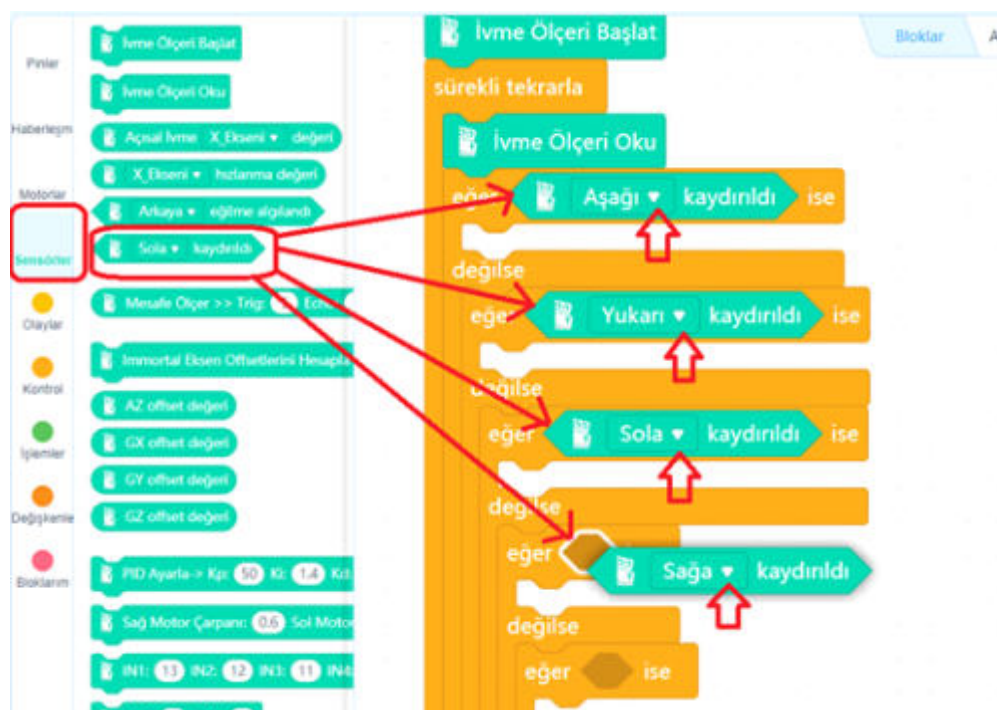 Pinler
Haberleşm
Motorlar
Sensörler
Olaylar
Kontrol
İşlemler
Değişkenle
Bloklarım
İvme Ölçeri Başlat
İvme Ölçeri Oku
Açısal İvme X_Ekseni değeri
X_Ekseni hızlanma değeri
Arkaya eğilme algılandı
Sola kaydırıldı
Mesafe Ölçer >> Trig:
Immortal Eksen Offsetlerini Hesapla
AZ offset değeri
GX offset değeri
GY offset değeri
GZ offset değeri
PID Ayarla-> Kp: 50 Ki: 1.4 Kd:
Sağ Motor Çarpanı: 0.6 Sol Motor
IN1: 13 IN2: 12 IN3: 11 IN4:
İvme Ölçeri Başlat
sürekli tekrarla
İvme Ölçeri Oku
eğer Aşağı kaydırıldı ise
değilse
eğer Yukarı kaydırıldı ise
değilse
eğer Sola kaydırıldı ise
değilse
eğer Sağa kaydırıldı
değilse
eğer ise
Bloklar
A